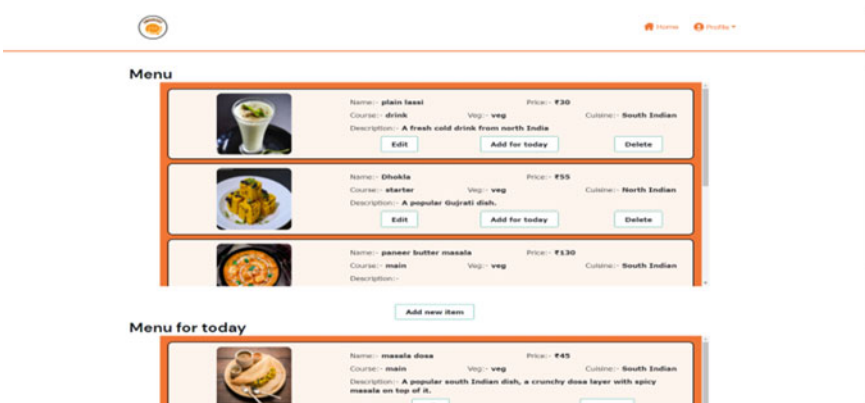 Home Profile
Menu
Name:- plain lassi Price:- ₹30
Course:- drink Veg:- veg Cuisine:- South Indian
Description:- A fresh cold drink from north India
Edit Add for today Delete
Name:- Dhokla Price:- ₹55
Course:- starter Veg:- veg Cuisine:- North Indian
Description:- A popular Gujrati dish.
Edit Add for today Delete
Name:- paneer butter masala Price:- ₹130
Course:- main Veg:- veg Cuisine:- South Indian
Description:-
Add new item
Menu for today
Name:- masala dosa Price:- ₹45
Course:- main Veg:- veg Cuisine:- South Indian
Description:- A popular south Indian dish, a crunchy dosa layer with spicy
masala on top of it.